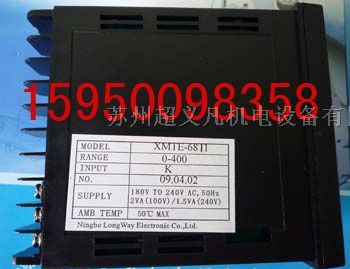 15950098358
苏州超义凡机电设备有
MODEL XMTE-6811
RANGE 0-400
INPUT K
NO. 09.04.02
SUPPLY 180V TO 240V AC, 50Hz
2VA(100V)/1.5VA(240V)
AMB TEMP 50℃ MAX
Ningbo LongWay Electronic Co.,Ltd.